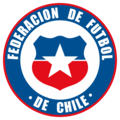 FEDERACION DE FUTBOL
· DE CHILE ·